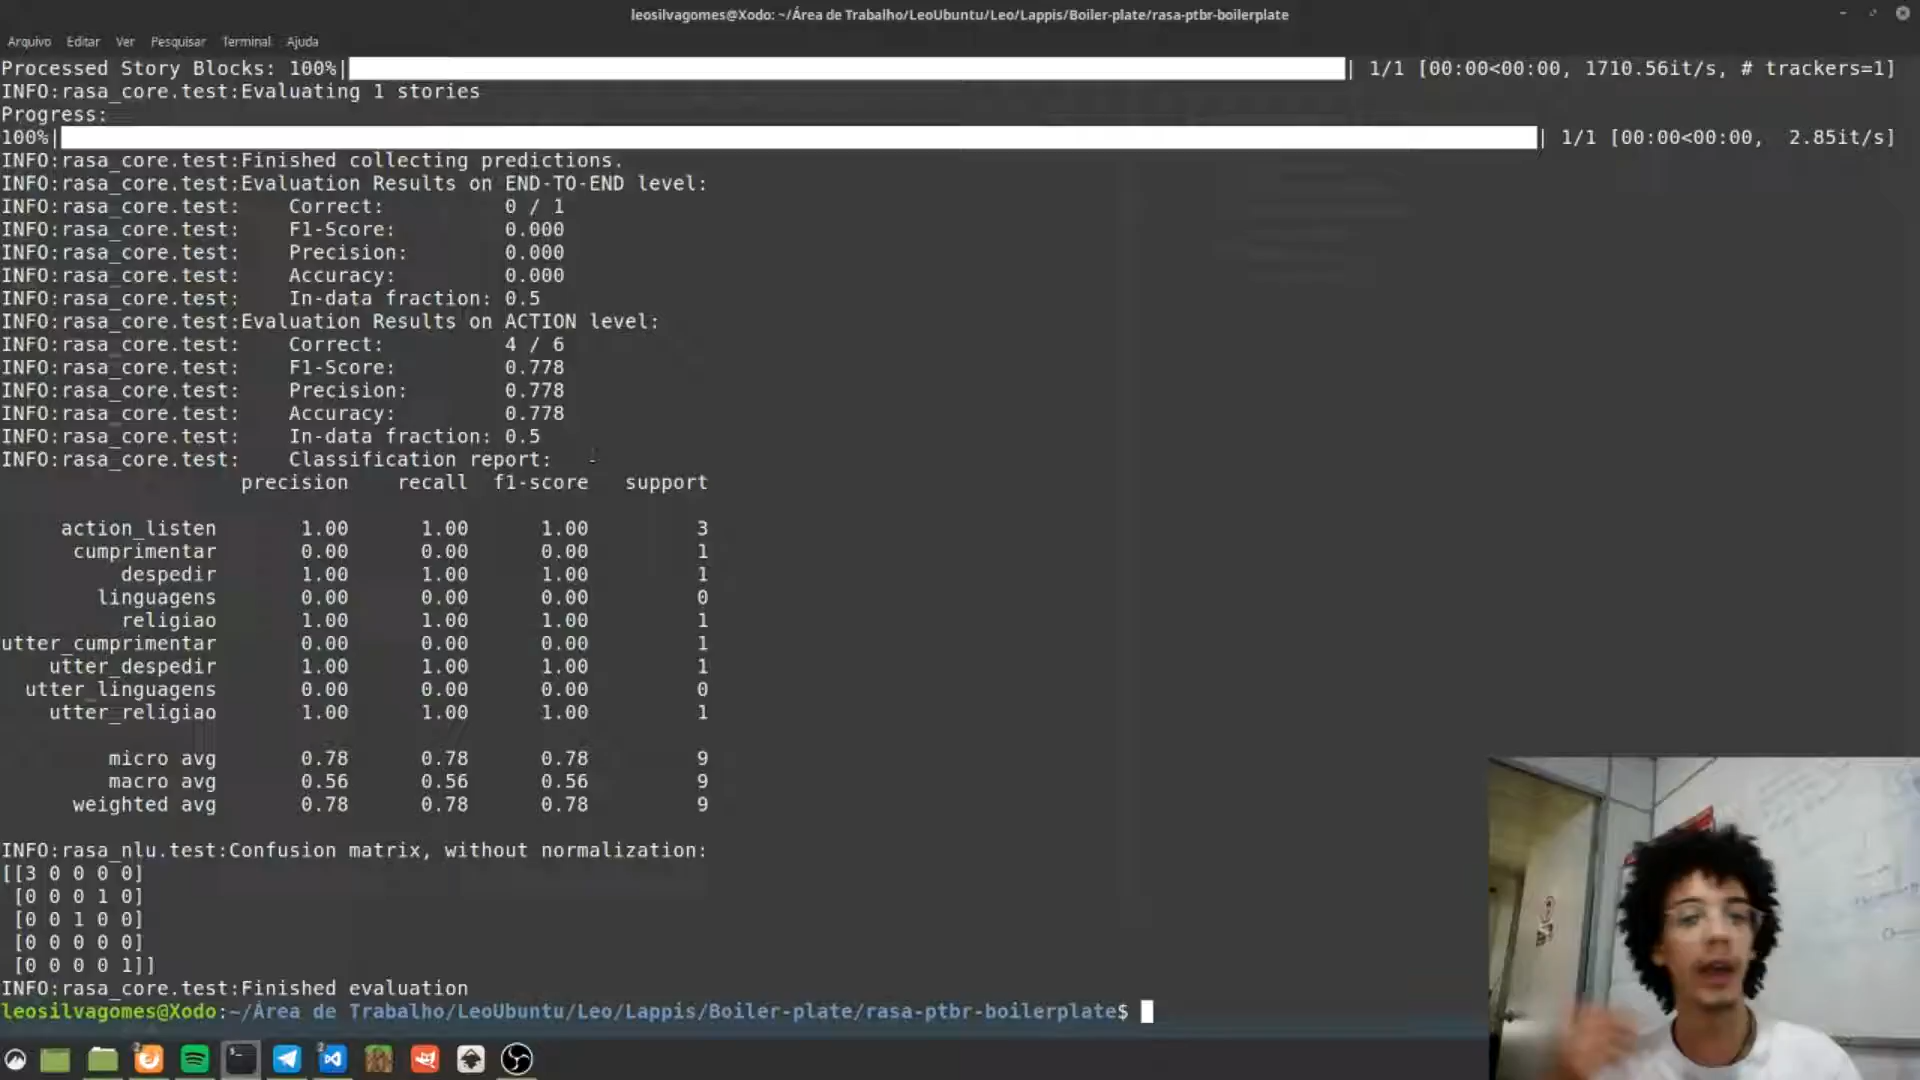 leosilvagomes@Xodo: ~/Área de Trabalho/LeoUbuntu/Leo/Lappis/Boiler-plate/rasa-ptbr-boilerplate
Arquivo Editar Ver Pesquisar Terminal Ajuda
Processed Story Blocks: 100%| | 1/1 [00:00<00:00, 1710.56it/s, # trackers=1]
INFO:rasa_core.test:Evaluating 1 stories
Progress:
100%| | 1/1 [00:00<00:00, 2.85it/s]
INFO:rasa_core.test:Finished collecting predictions.
INFO:rasa_core.test:Evaluation Results on END-TO-END level:
INFO:rasa_core.test: Correct: 0 / 1
INFO:rasa_core.test: F1-Score: 0.000
INFO:rasa_core.test: Precision: 0.000
INFO:rasa_core.test: Accuracy: 0.000
INFO:rasa_core.test: In-data fraction: 0.5
INFO:rasa_core.test:Evaluation Results on ACTION level:
INFO:rasa_core.test: Correct: 4 / 6
INFO:rasa_core.test: F1-Score: 0.778
INFO:rasa_core.test: Precision: 0.778
INFO:rasa_core.test: Accuracy: 0.778
INFO:rasa_core.test: In-data fraction: 0.5
INFO:rasa_core.test: Classification report:
precision recall f1-score support
action_listen 1.00 1.00 1.00 3
cumprimentar 0.00 0.00 0.00 1
despedir 1.00 1.00 1.00 1
linguagens 0.00 0.00 0.00 0
religiao 1.00 1.00 1.00 1
utter_cumprimentar 0.00 0.00 0.00 1
utter_despedir 1.00 1.00 1.00 1
utter_linguagens 0.00 0.00 0.00 0
utter_religiao 1.00 1.00 1.00 1
micro avg 0.78 0.78 0.78 9
macro avg 0.56 0.56 0.56 9
weighted avg 0.78 0.78 0.78 9
INFO:rasa_nlu.test:Confusion matrix, without normalization:
[[3 0 0 0 0]
[0 0 0 1 0]
[0 0 1 0 0]
[0 0 0 0 0]
[0 0 0 0 1]]
INFO:rasa_core.test:Finished evaluation
leosilvagomes@Xodo:~/Área de Trabalho/LeoUbuntu/Leo/Lappis/Boiler-plate/rasa-ptbr-boilerplate$